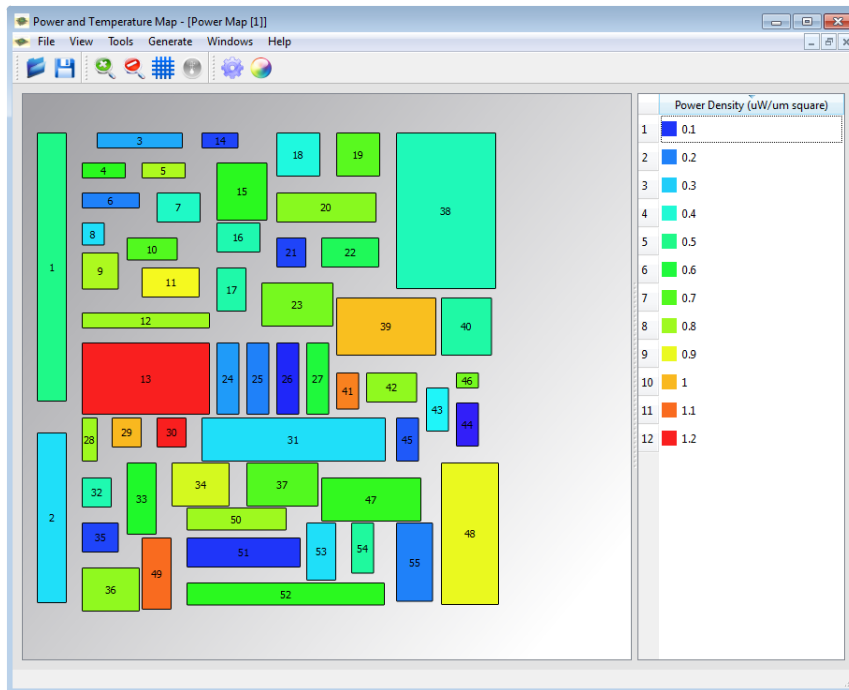 Power and Temperature Map - [Power Map [1]]
File View Tools Generate Windows Help
Power Density (uW/um square)
1 0.1
2 0.2
3 0.3
4 0.4
5 0.5
6 0.6
7 0.7
8 0.8
9 0.9
10 1
11 1.1
12 1.2
3 14
18 19
4 5
15
6 7 20 38
8 16
10 21 22
1 9 11 17
23
12 39 40
13 24 25 26 27 41 42 46
43
28 29 30 31 45 44
32 33 34 37 47
2 35 50 48
51 53 54 55
36 49
52